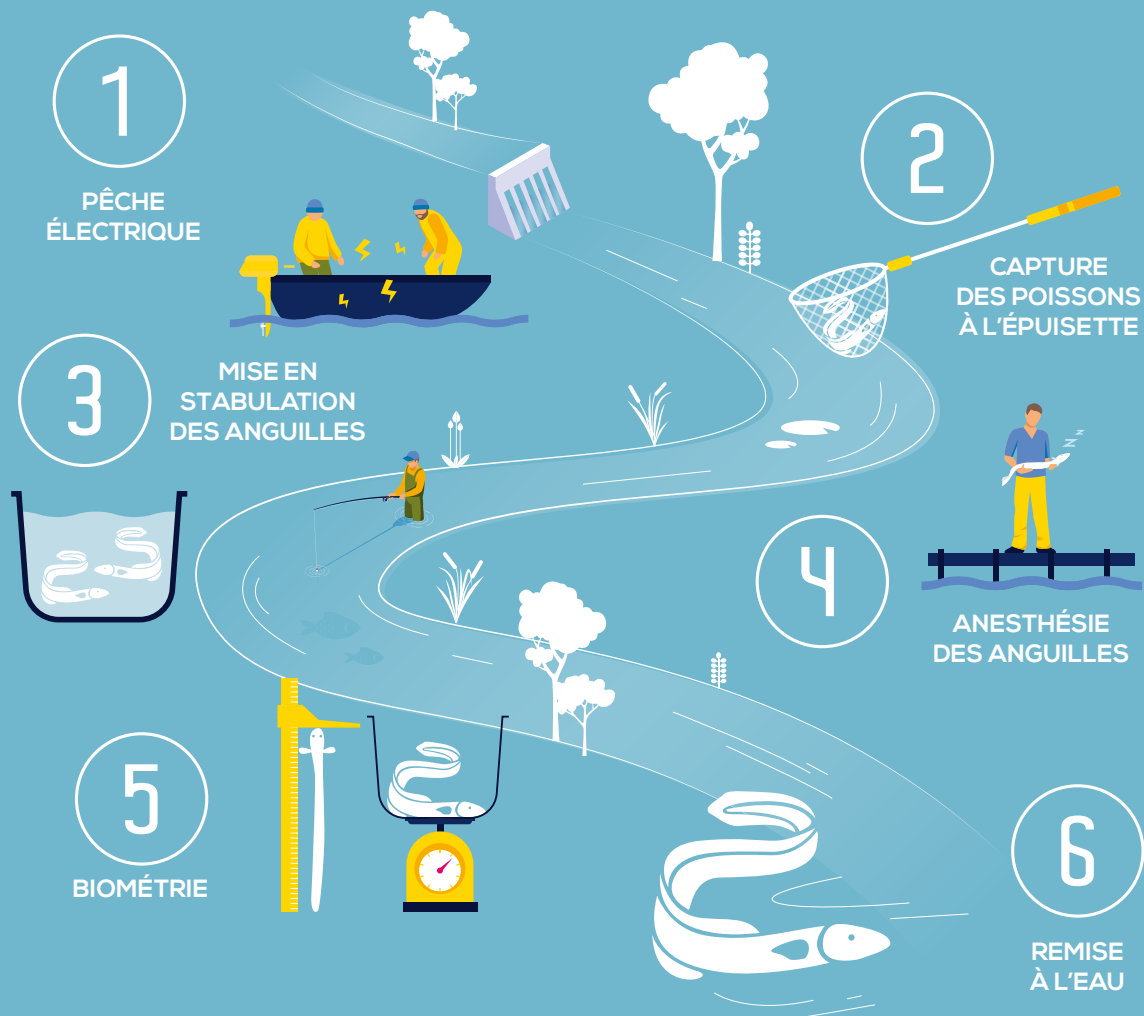 1
PÊCHE
ÉLECTRIQUE
2
CAPTURE
DES POISSONS
À L'ÉPUISETTE
3
MISE EN
STABULATION
DES ANGUILLES
4
ANESTHÉSIE
DES ANGUILLES
z z z
5
BIOMÉTRIE
6
REMISE
À L'EAU